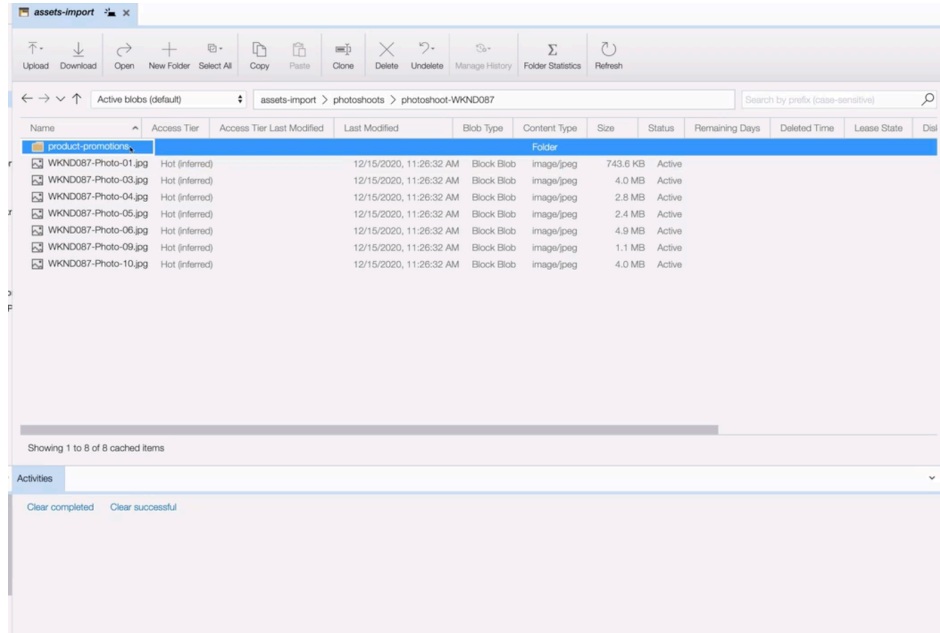 assets-import
Upload Download Open New Folder Select All Copy Paste Clone Delete Undelete Manage History Folder Statistics Refresh
Active blobs (default) assets-import > photoshoots > photoshoot-WKND087 Search by prefix (case-sensitive)
Name Access Tier Access Tier Last Modified Last Modified Blob Type Content Type Size Status Remaining Days Deleted Time Lease State
product-promotions Folder
WKND087-Photo-01.jpg Hot (inferred) 12/15/2020, 11:26:32 AM Block Blob image/jpeg 743.6 KB Active
WKND087-Photo-03.jpg Hot (inferred) 12/15/2020, 11:26:32 AM Block Blob image/jpeg 4.0 MB Active
WKND087-Photo-04.jpg Hot (inferred) 12/15/2020, 11:26:32 AM Block Blob image/jpeg 2.8 MB Active
WKND087-Photo-05.jpg Hot (inferred) 12/15/2020, 11:26:32 AM Block Blob image/jpeg 2.4 MB Active
WKND087-Photo-06.jpg Hot (inferred) 12/15/2020, 11:26:32 AM Block Blob image/jpeg 4.9 MB Active
WKND087-Photo-09.jpg Hot (inferred) 12/15/2020, 11:26:32 AM Block Blob image/jpeg 1.1 MB Active
WKND087-Photo-10.jpg Hot (inferred) 12/15/2020, 11:26:32 AM Block Blob image/jpeg 4.0 MB Active
Showing 1 to 8 of 8 cached items
Activities
Clear completed Clear successful